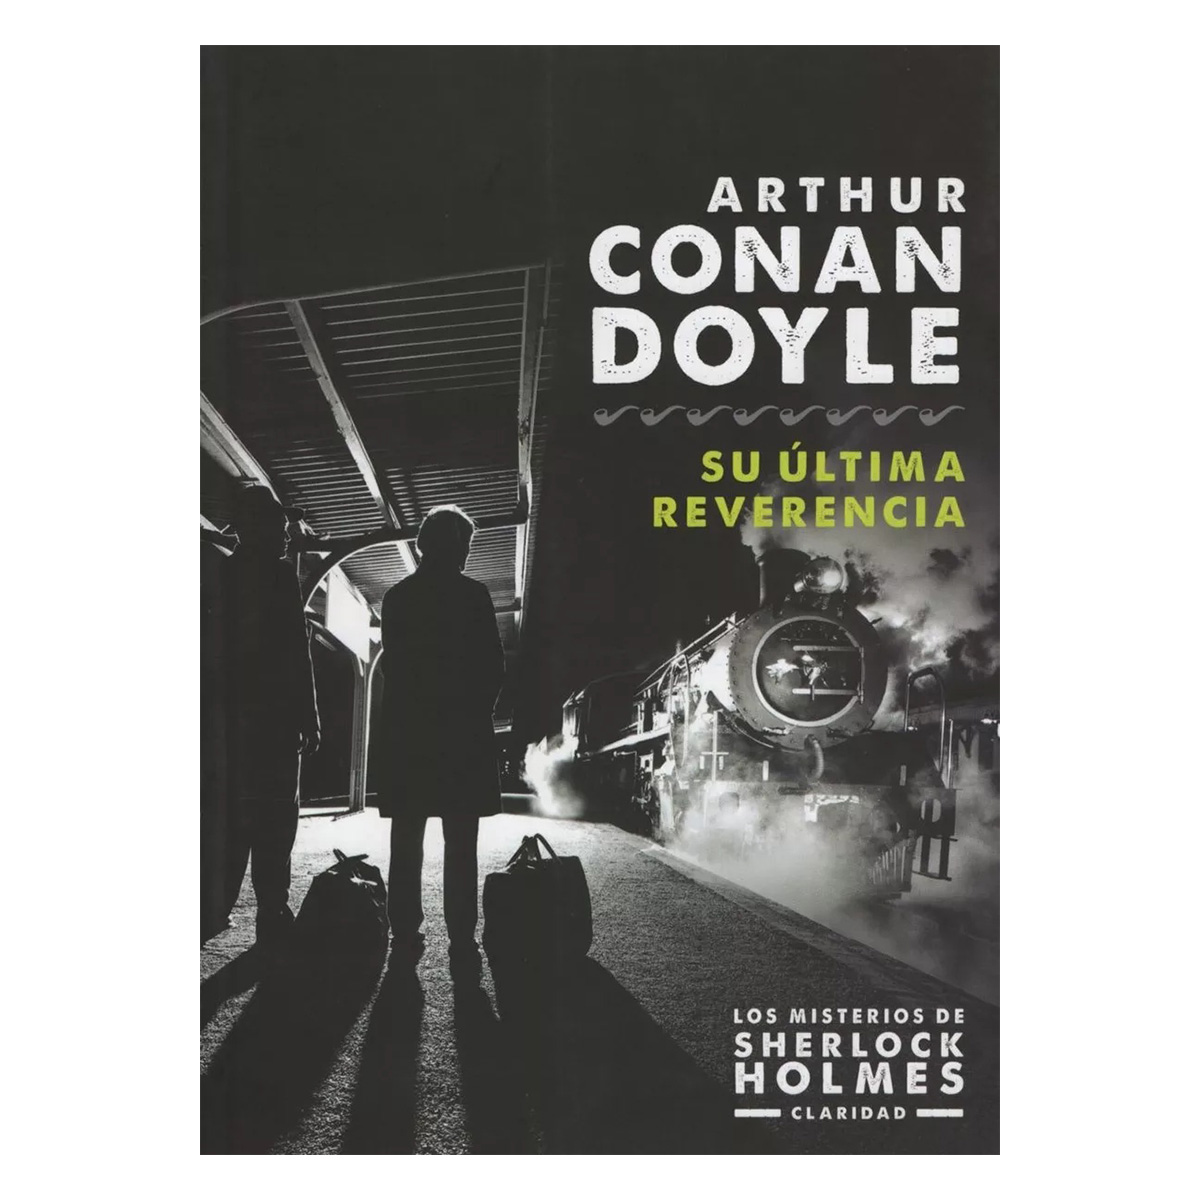 ARTHUR
CONAN
DOYLE
SU ÚLTIMA
REVERENCIA
LOS MISTERIOS DE
SHERLOCK
HOLMES
CLARIDAD